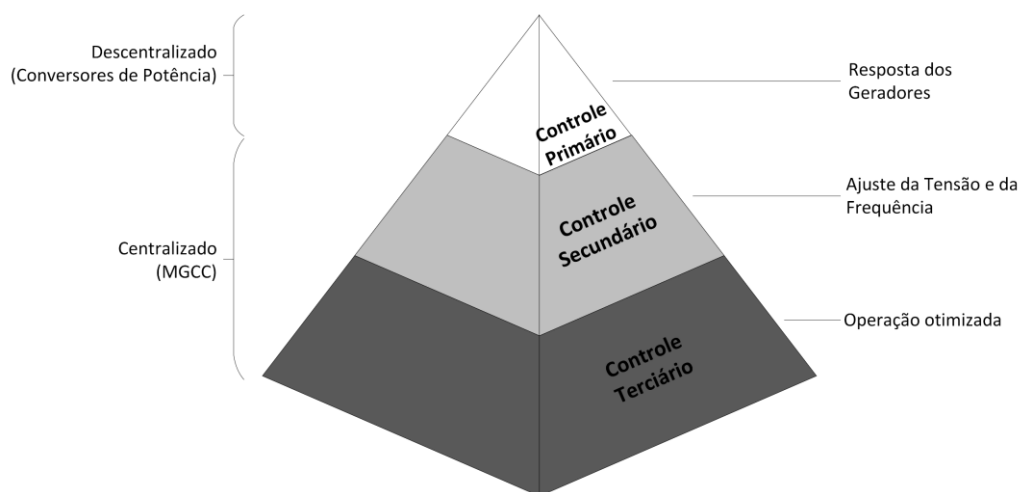 Descentralizado
(Conversores de Potência)
Resposta dos
Geradores
Controle
Primário
Ajuste da Tensão e da
Frequência
Controle
Secundário
Centralizado
(MGCC)
Operação otimizada
Controle
Terciário